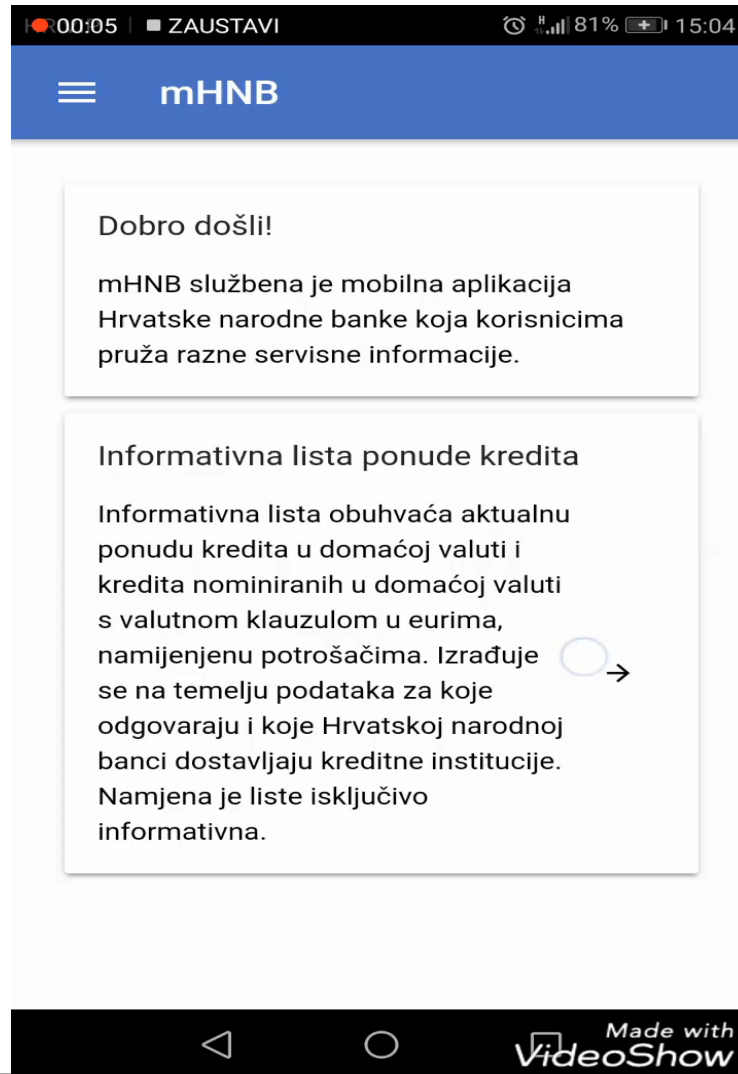 00:05 ZAUSTAVI H 81% 15:04
mHNB
Dobro došli!
mHNB službena je mobilna aplikacija
Hrvatske narodne banke koja korisnicima
pruža razne servisne informacije.
Informativna lista ponude kredita
Informativna lista obuhvaća aktualnu
ponudu kredita u domaćoj valuti i
kredita nominiranih u domaćoj valuti
s valutnom klauzulom u eurima,
namijenjenu potrošačima. Izrađuje
se na temelju podataka za koje
odgovaraju i koje Hrvatskoj narodnoj
banci dostavljaju kreditne institucije.
Namjena je liste isključivo
informativna.
Made with
VideoShow